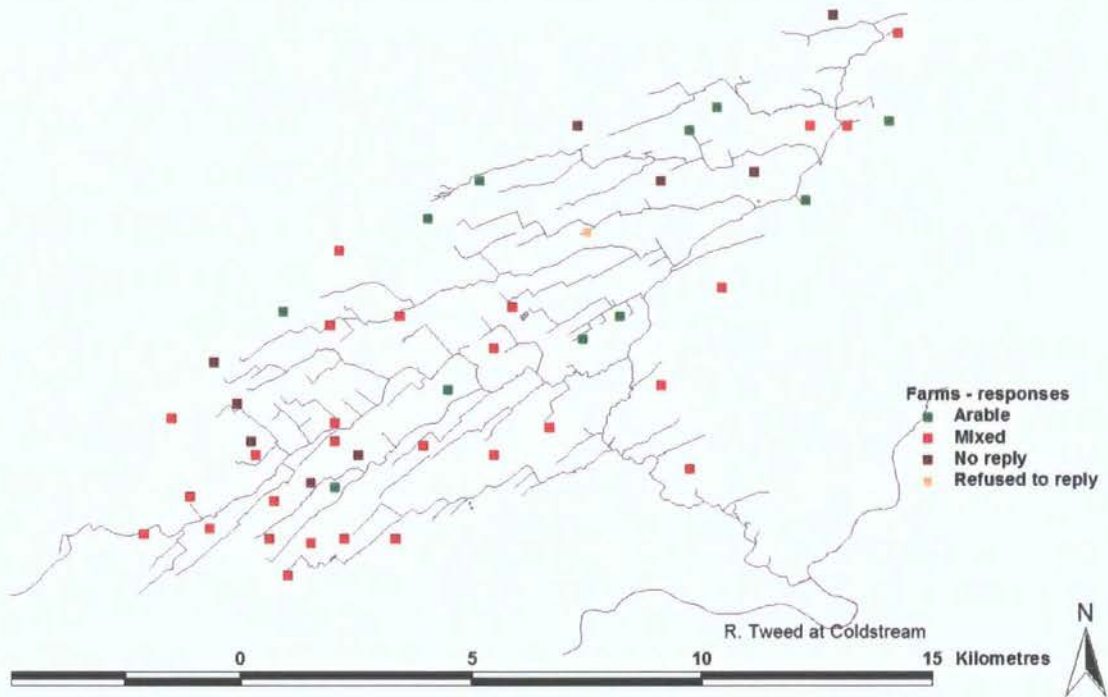 Farms - responses
Arable
Mixed
No reply
Refused to reply
R. Tweed at Coldstream
N
0 5 10 15 Kilometres